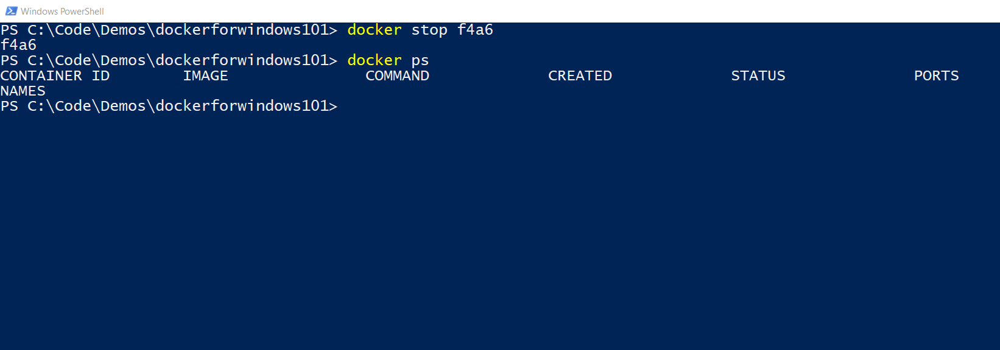 Windows PowerShell
PS C:\Code\Demos\dockerforwindows101> docker stop f4a6
f4a6
PS C:\Code\Demos\dockerforwindows101> docker ps
CONTAINER ID        IMAGE               COMMAND             CREATED             STATUS              PORTS
NAMES
PS C:\Code\Demos\dockerforwindows101>